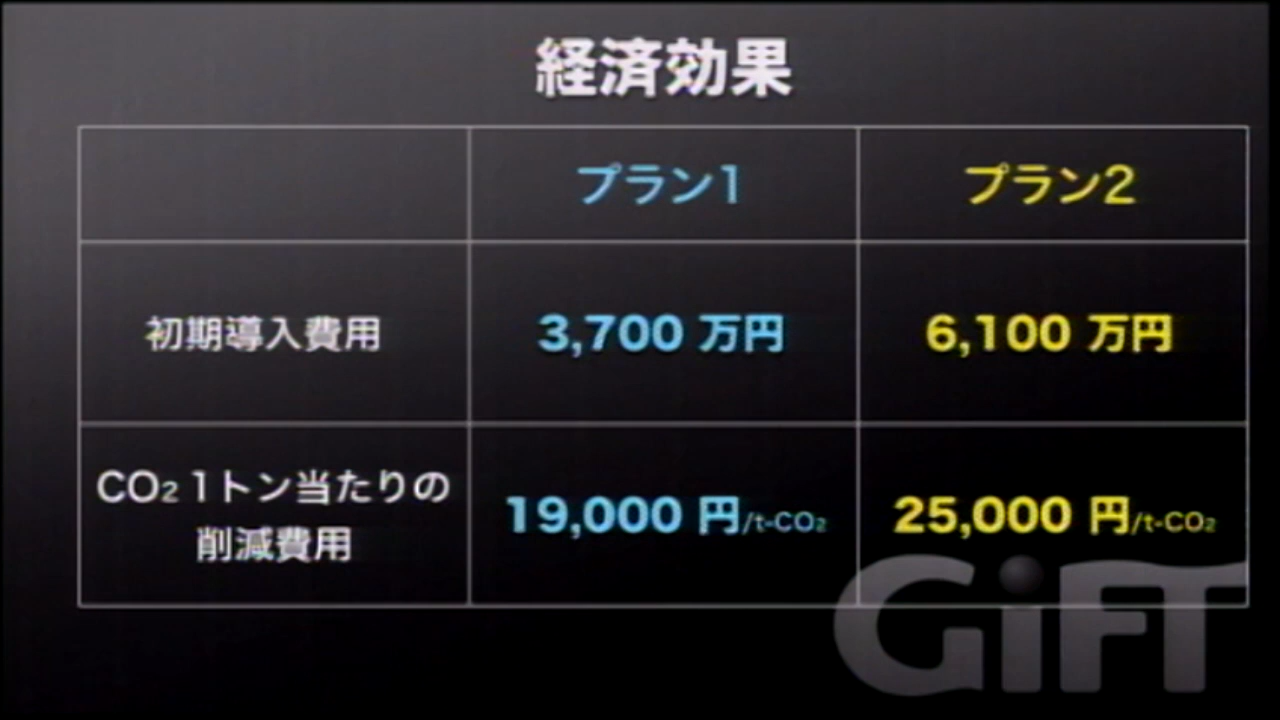 経済効果
プラン1 プラン2
初期導入費用 3,700 万円 6,100 万円
CO2 1トン当たりの
削減費用 19,000 円/t-CO2 25,000 円/t-CO2
GiFT